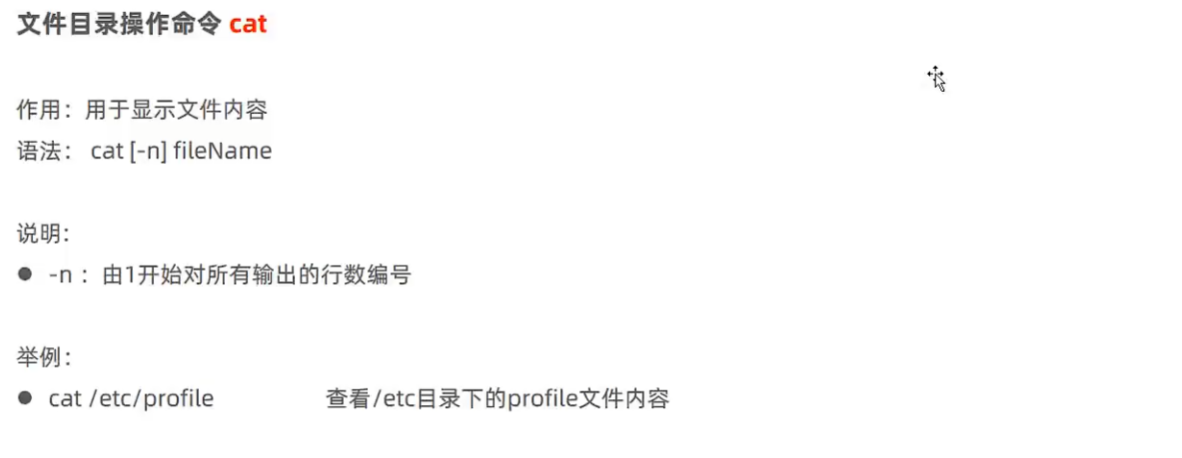 文件目录操作命令 cat
作用：用于显示文件内容
语法： cat [-n] fileName
说明：
● -n ：由1开始对所有输出的行数编号
举例：
● cat /etc/profile 查看/etc目录下的profile文件内容